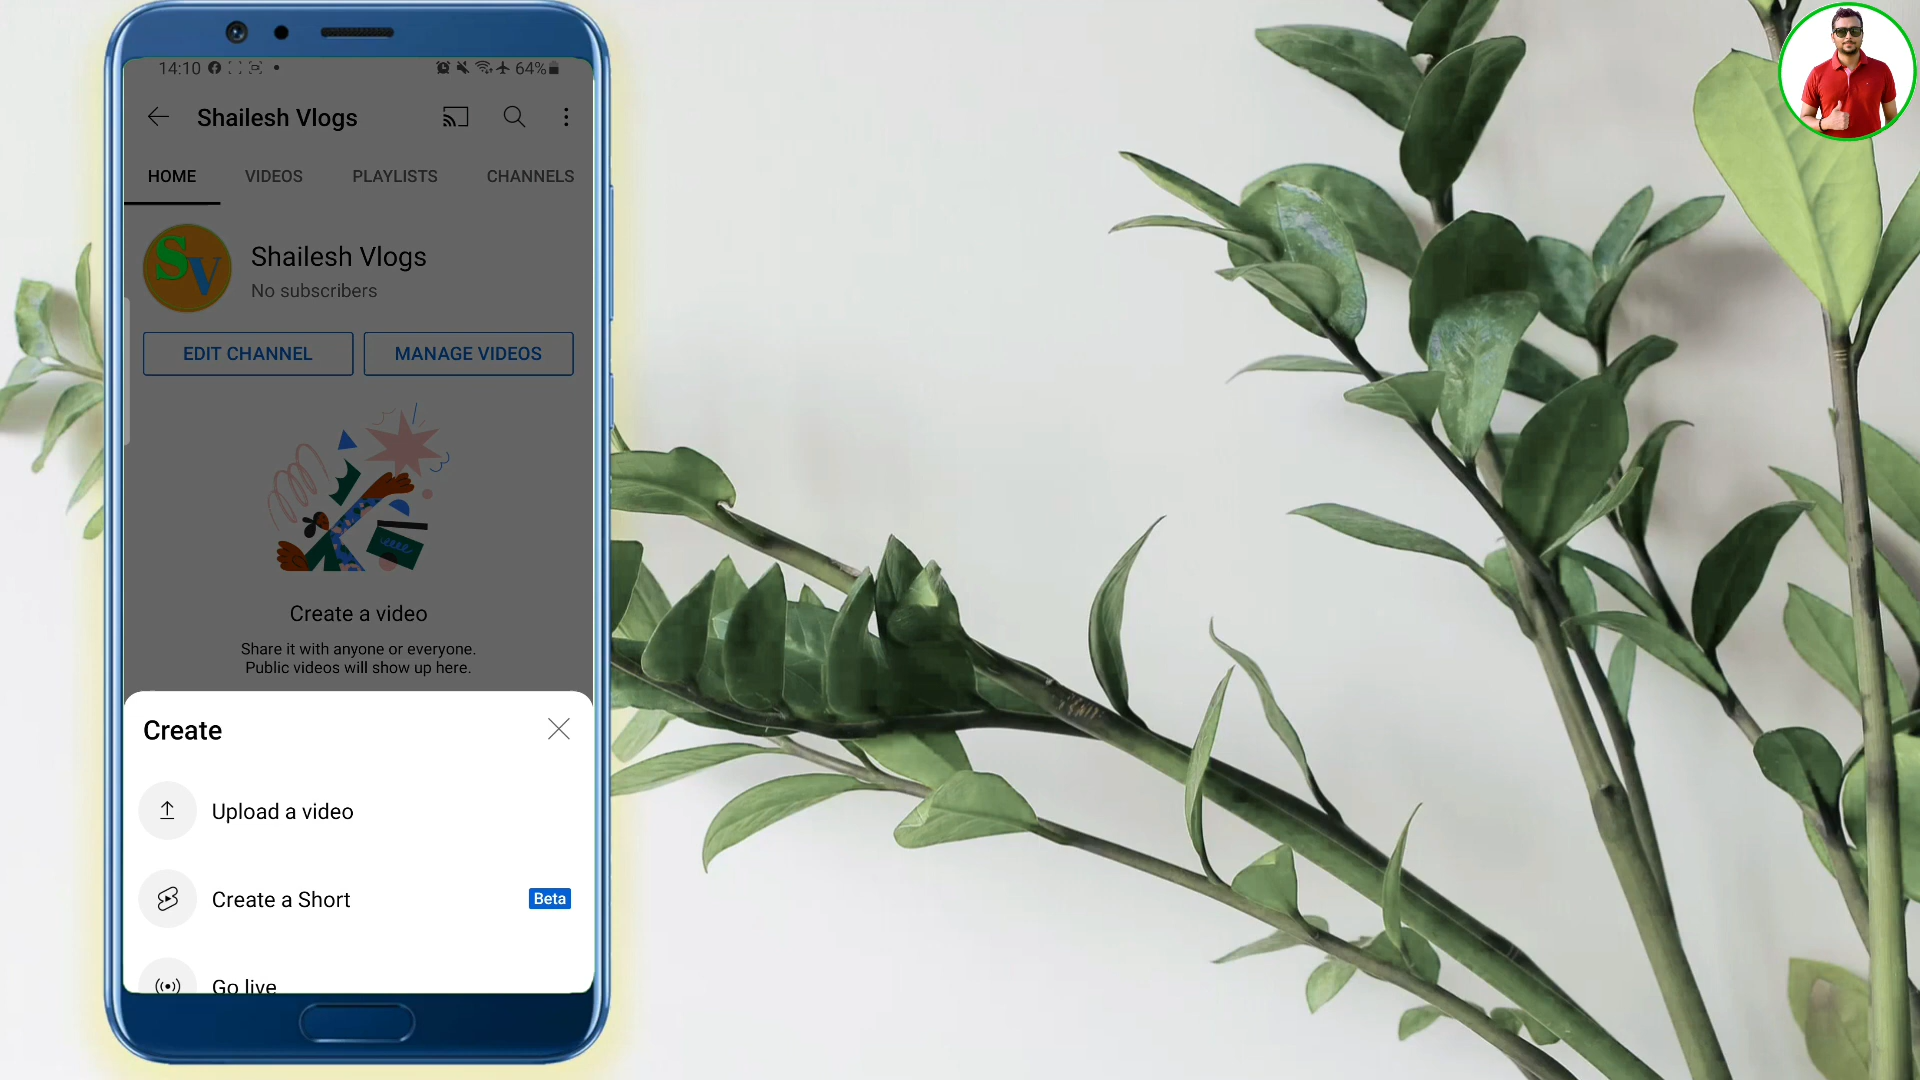 14:10
64%
Shailesh Vlogs
HOME VIDEOS PLAYLISTS CHANNELS
SV
Shailesh Vlogs
No subscribers
EDIT CHANNEL MANAGE VIDEOS
Create a video
Share it with anyone or everyone.
Public videos will show up here.
Create
Upload a video
Create a Short Beta
Go live